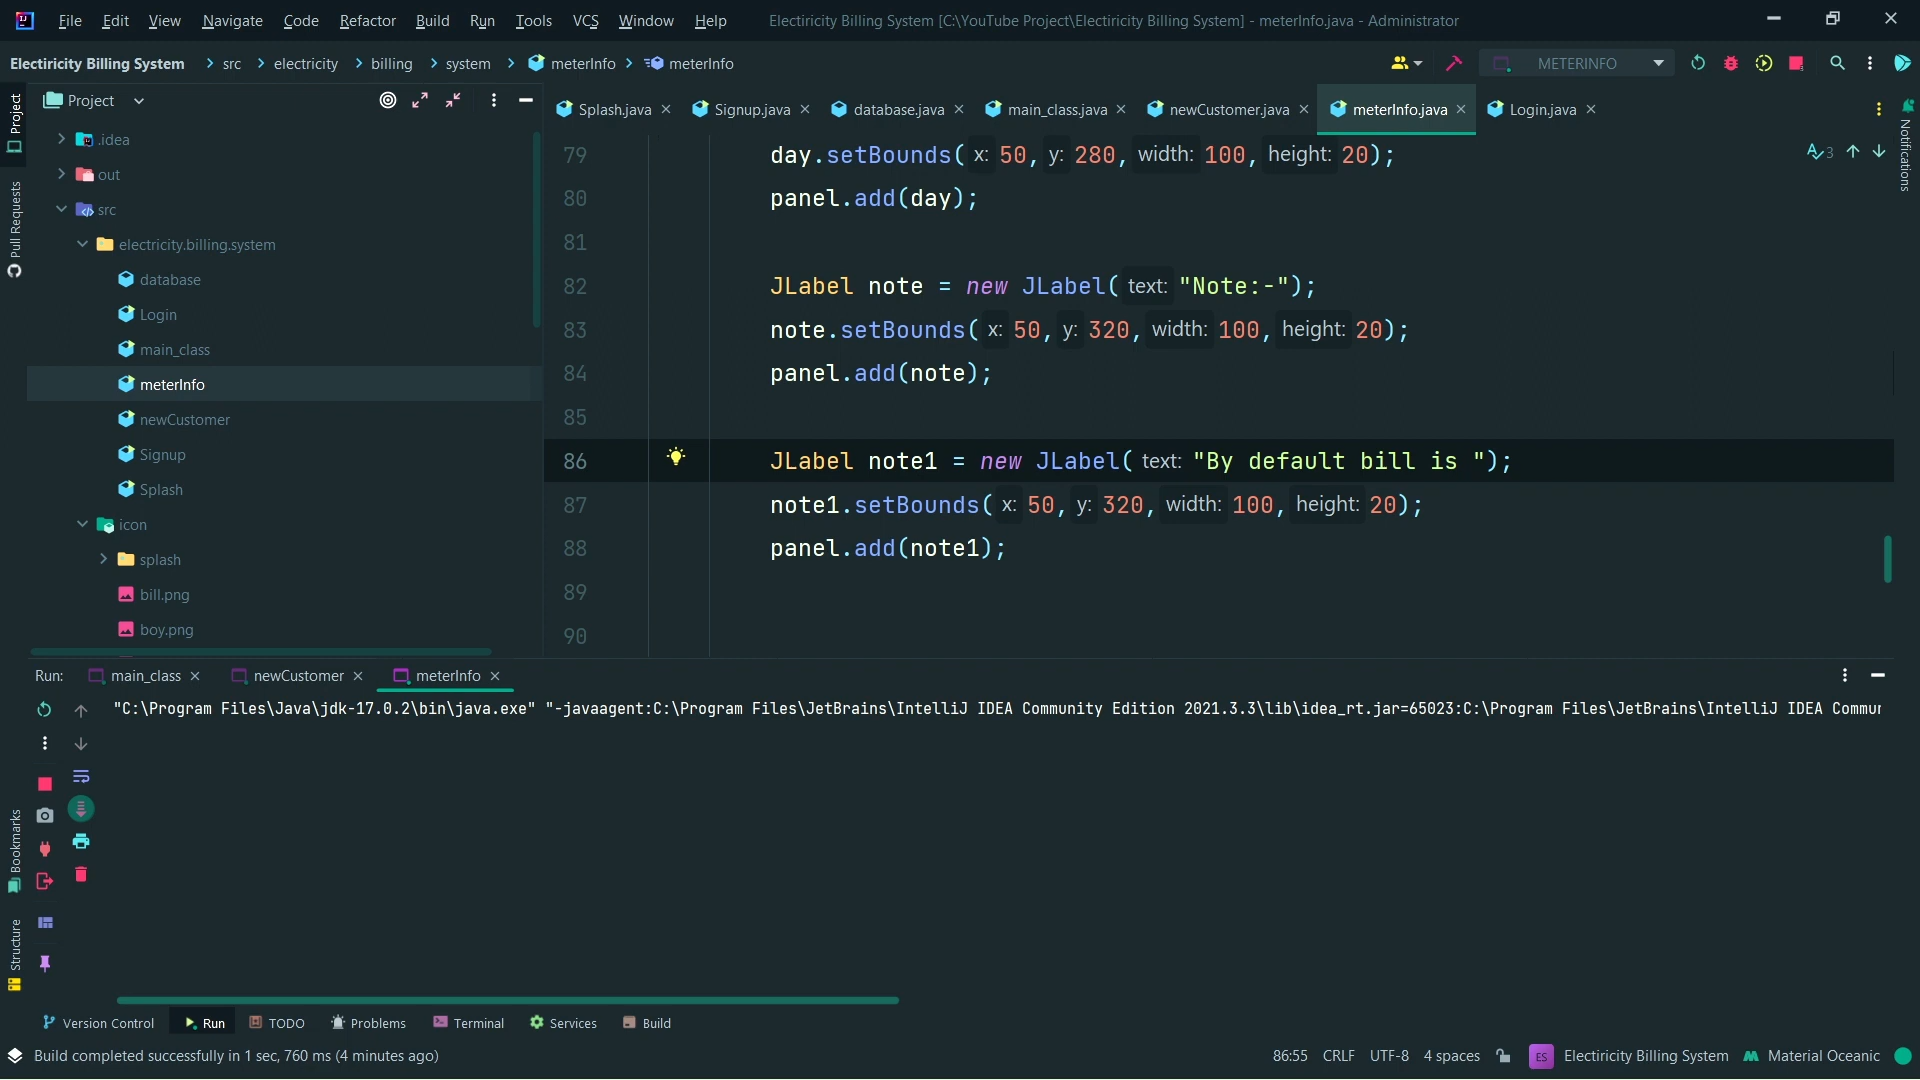 File Edit View Navigate Code Refactor Build Run Tools VCS Window Help Electiricity Billing System [C:\YouTube Project\Electiricity Billing System] - meterInfo.java - Administrator
Electiricity Billing System src electricity billing system meterInfo meterInfo METERINFO
Project
Splash.java Signup.java database.java main_class.java newCustomer.java meterInfo.java Login.java
Project
Pull Requests
Bookmarks
Structure
Notifications
.idea
out
src
electricity.billing.system
database
Login
main_class
meterInfo
newCustomer
Signup
Splash
icon
splash
bill.png
boy.png
3
79 day.setBounds( x: 50, y: 280, width: 100, height: 20);
80 panel.add(day);
81
82 JLabel note = new JLabel( text: "Note:-");
83 note.setBounds( x: 50, y: 320, width: 100, height: 20);
84 panel.add(note);
85
86 JLabel note1 = new JLabel( text: "By default bill is ");
87 note1.setBounds( x: 50, y: 320, width: 100, height: 20);
88 panel.add(note1);
89
90
Run: main_class newCustomer meterInfo
"C:\Program Files\Java\jdk-17.0.2\bin\java.exe" "-javaagent:C:\Program Files\JetBrains\IntelliJ IDEA Community Edition 2021.3.3\lib\idea_rt.jar=65023:C:\Program Files\JetBrains\IntelliJ IDEA Commun
Version Control Run TODO Problems Terminal Services Build
Build completed successfully in 1 sec, 760 ms (4 minutes ago) 86:55 CRLF UTF-8 4 spaces ES Electiricity Billing System Material Oceanic